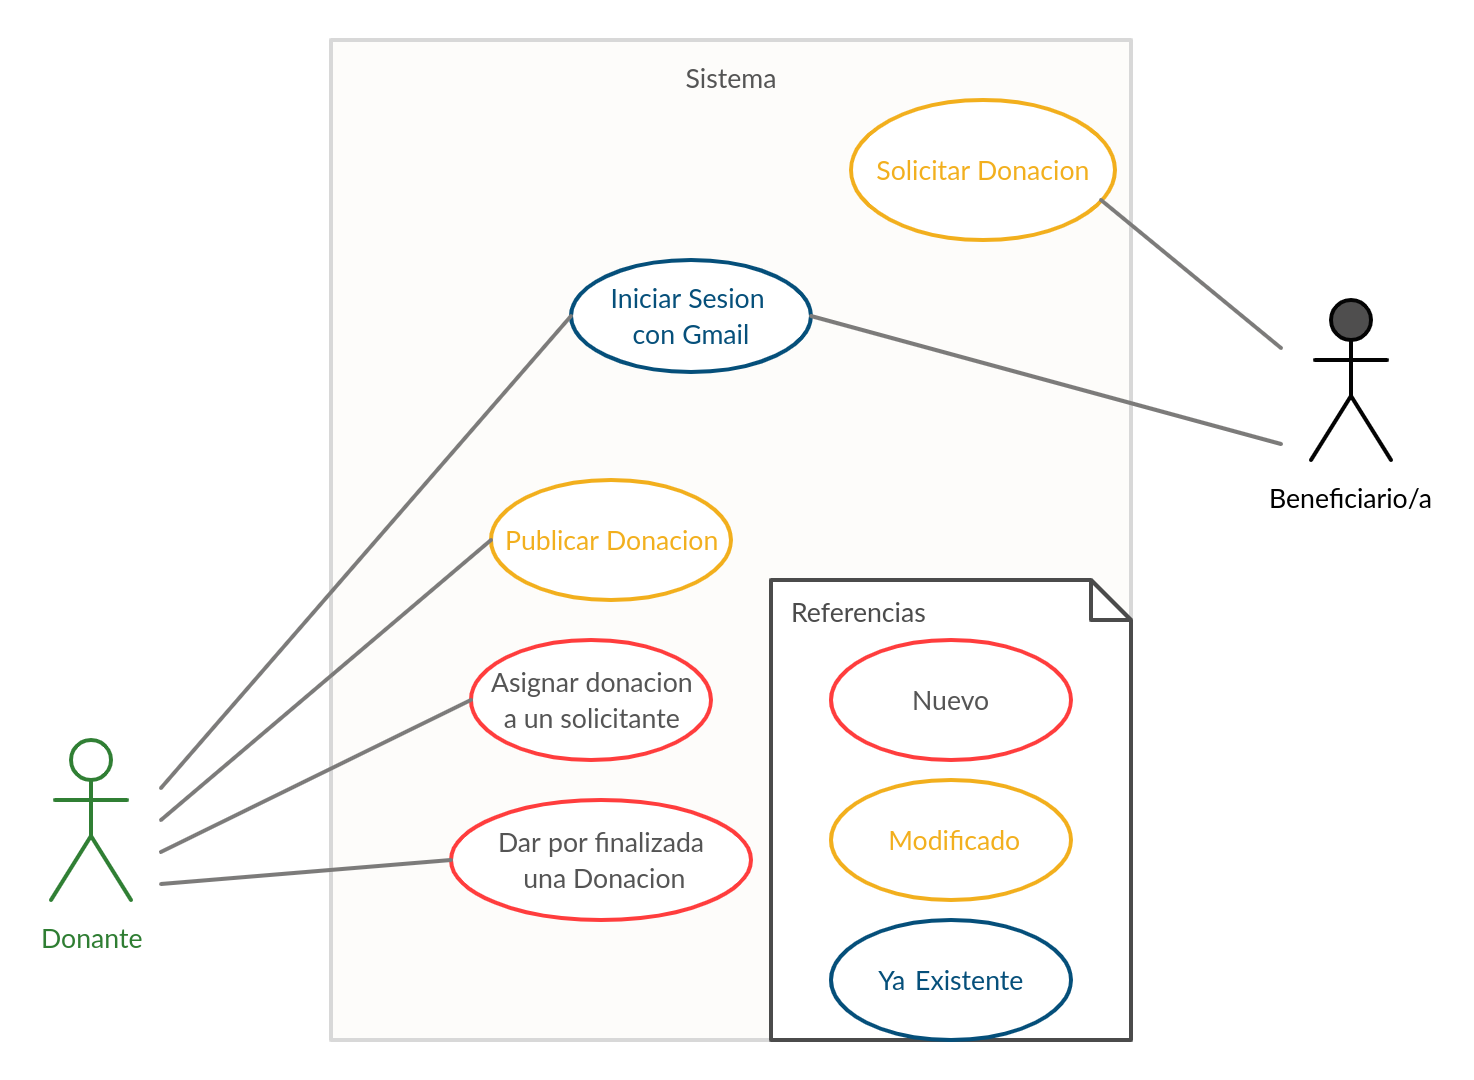 Sistema
Solicitar Donacion
Iniciar Sesion
con Gmail
Beneficiario/a
Publicar Donacion
Asignar donacion
a un solicitante
Dar por finalizada
una Donacion
Donante
Referencias
Nuevo
Modificado
Ya Existente